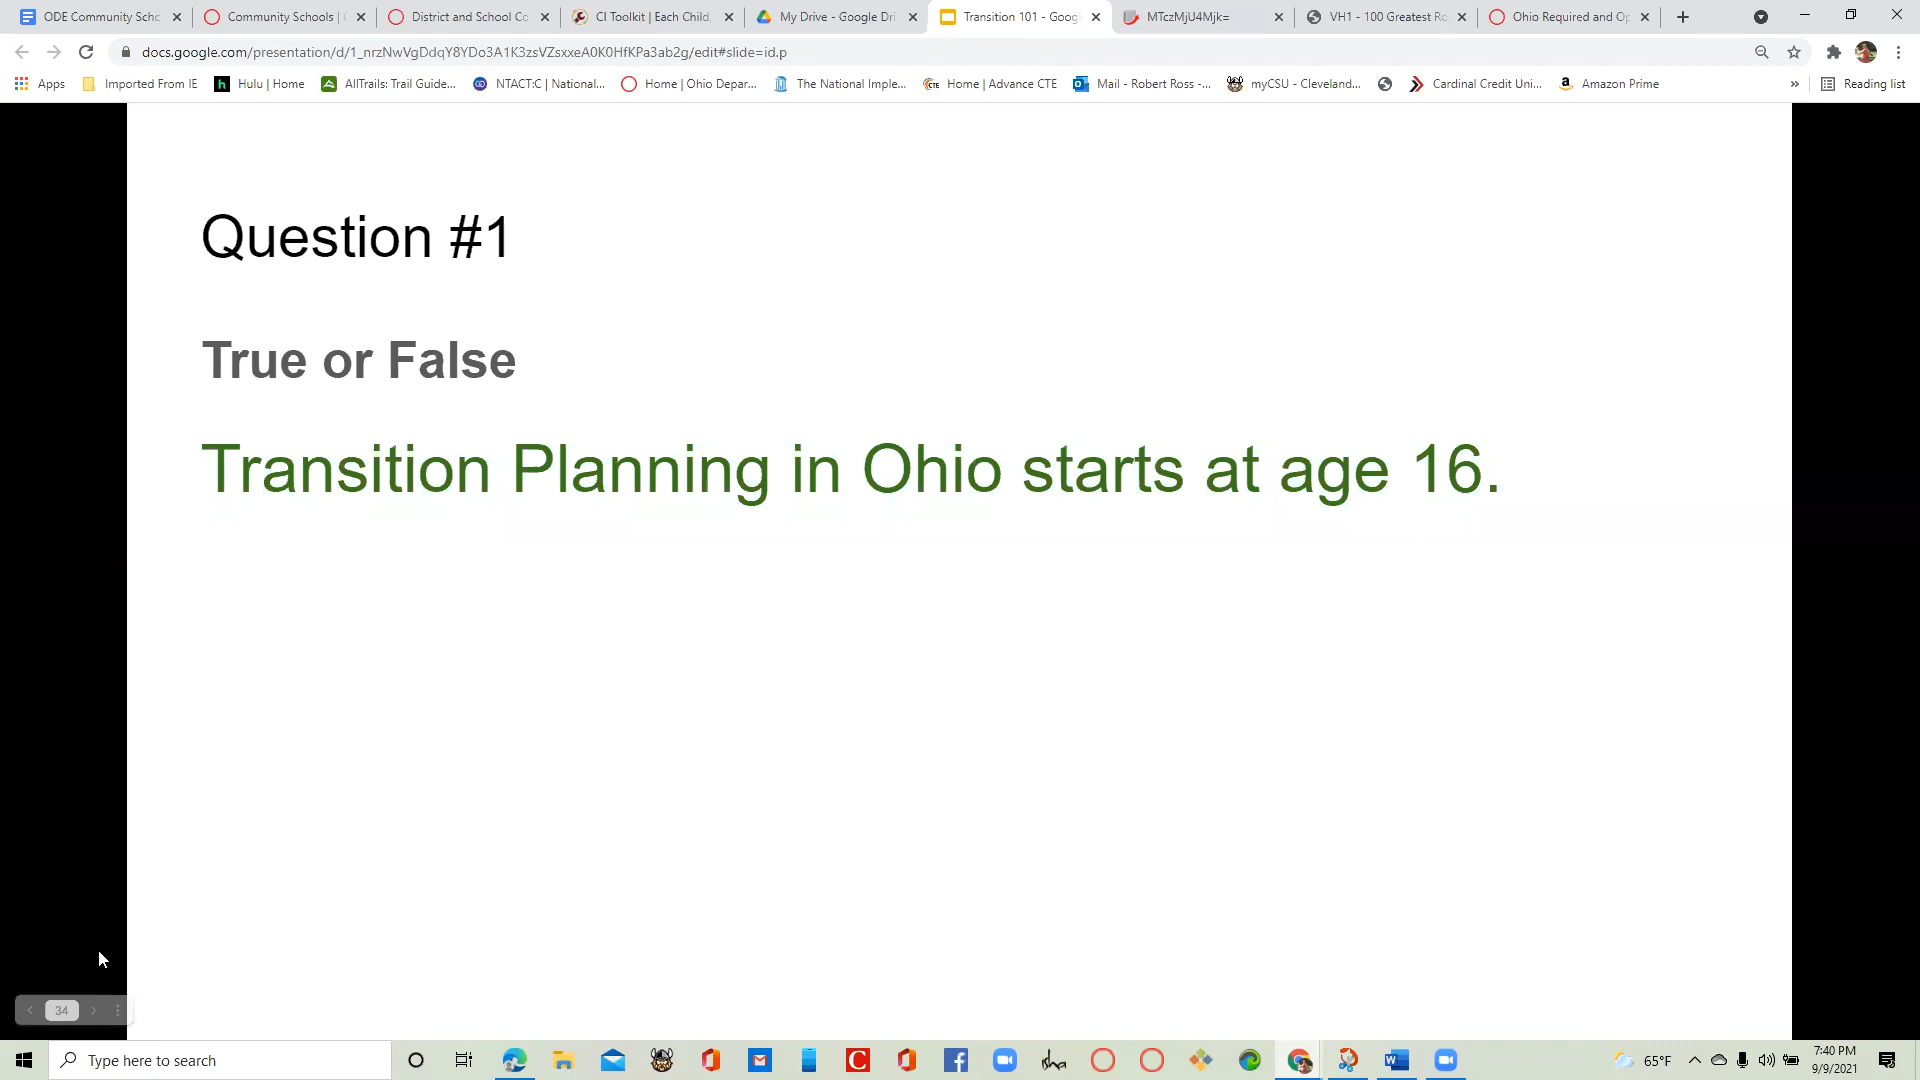 ODE Community Scho
Community Schools |
District and School Co
CI Toolkit | Each Child,
My Drive - Google Dri
Transition 101 - Goog
MTczMjU4Mjk=
VH1 - 100 Greatest Ro
Ohio Required and Op
docs.google.com/presentation/d/1_nrzNwVgDdqY8YDo3A1K3zsVZsxxeA0K0HfKPa3ab2g/edit#slide=id.p
Apps
Imported From IE
Hulu | Home
AllTrails: Trail Guide...
NTACT:C | National...
Home | Ohio Depar...
The National Imple...
Home | Advance CTE
Mail - Robert Ross -...
myCSU - Cleveland...
Cardinal Credit Uni...
Amazon Prime
Reading list
Question #1
True or False
Transition Planning in Ohio starts at age 16.
34
Type here to search
65°F
7:40 PM
9/9/2021